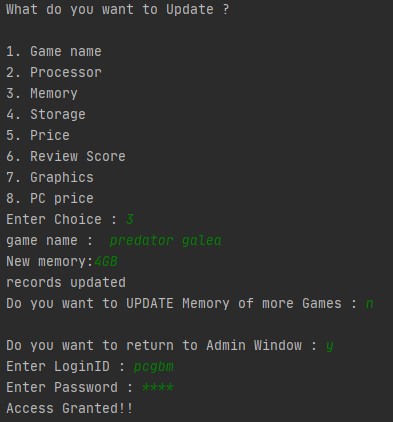 What do you want to Update ?
1. Game name
2. Processor
3. Memory
4. Storage
5. Price
6. Review Score
7. Graphics
8. PC price
Enter Choice : 3
game name :  predator galea
New memory:4GB
records updated
Do you want to UPDATE Memory of more Games : n
Do you want to return to Admin Window : y
Enter LoginID : pcgbm
Enter Password : ****
Access Granted!!